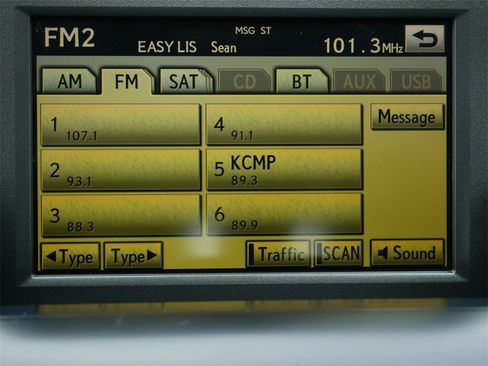 MSG ST
FM2 EASY LIS Sean 101.3MHz
AM FM SAT CD BT AUX USB
1 107.1 4 91.1 Message
2 93.1 5 KCMP 89.3
3 88.3 6 89.9
◀Type Type▶ Traffic SCAN Sound